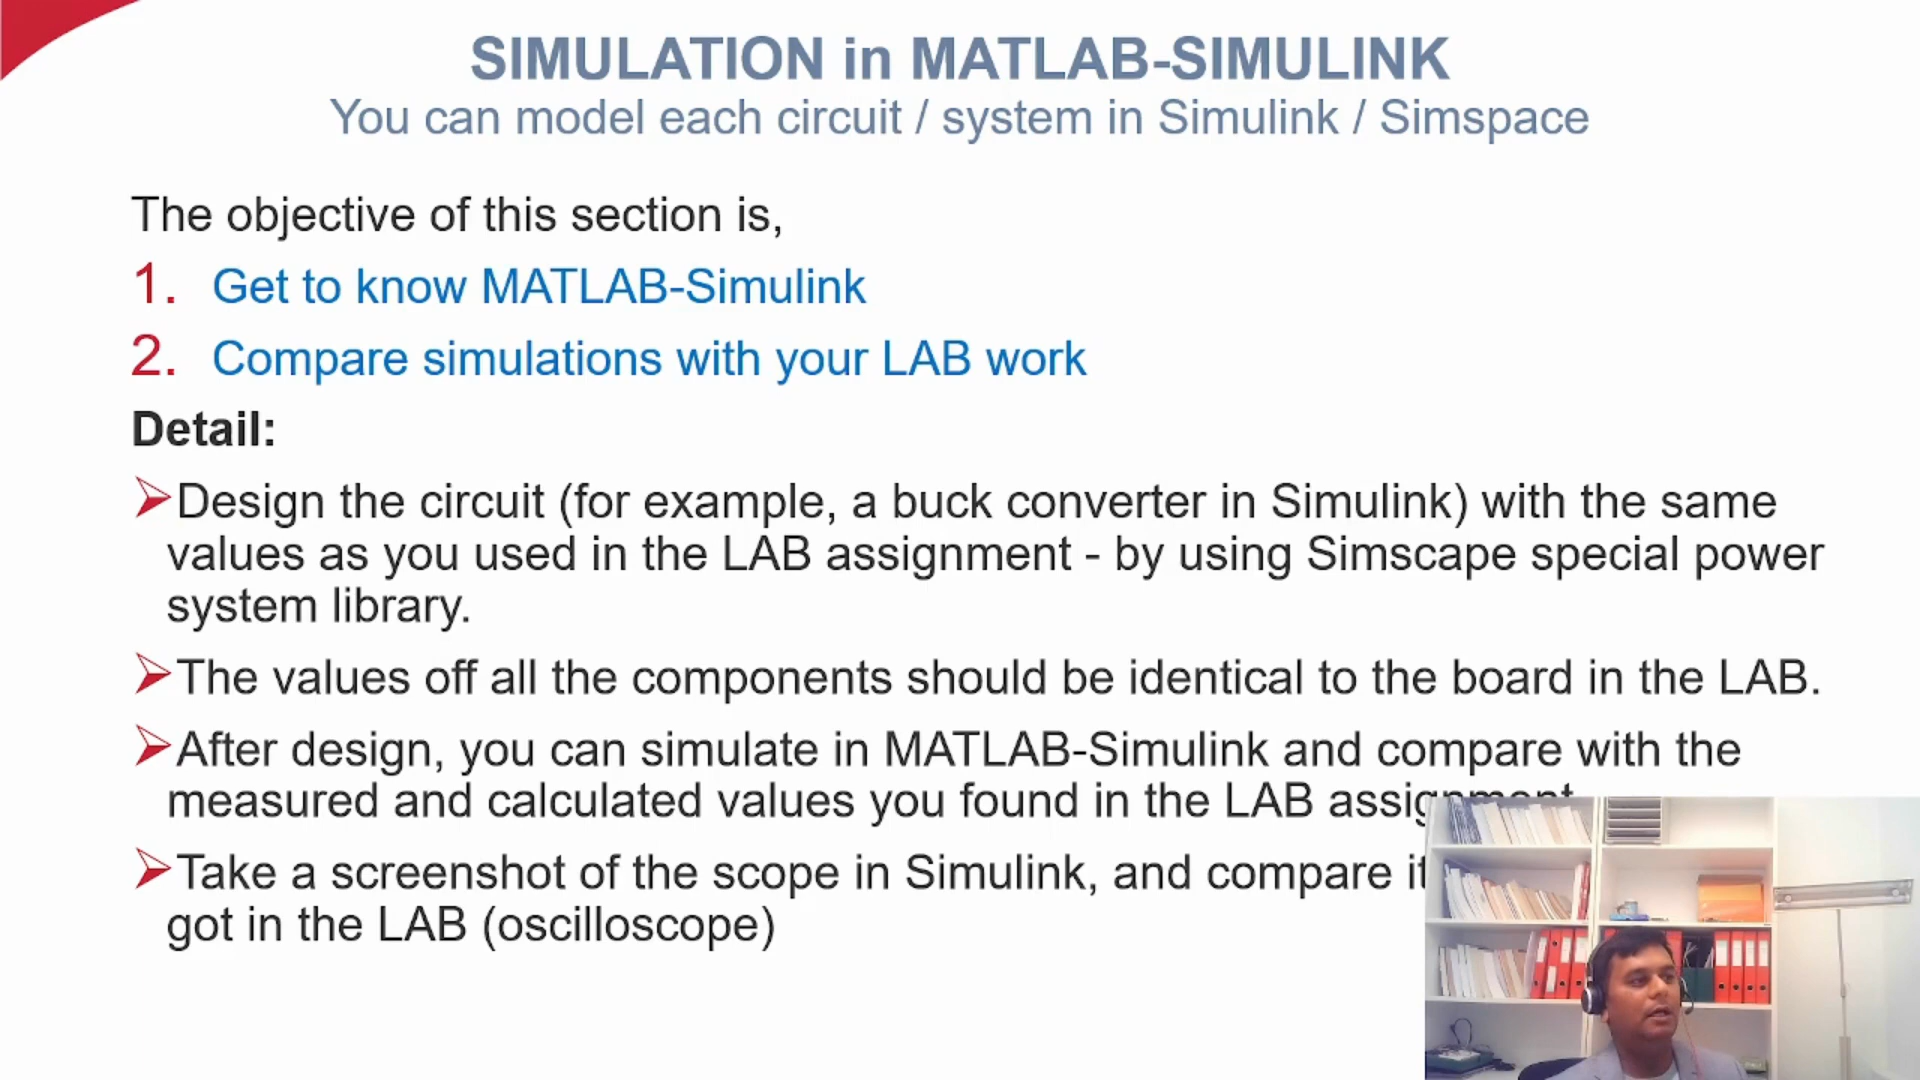 SIMULATION in MATLAB-SIMULINK
You can model each circuit / system in Simulink / Simspace
The objective of this section is,
1. Get to know MATLAB-Simulink
2. Compare simulations with your LAB work
Detail:
Design the circuit (for example, a buck converter in Simulink) with the same
values as you used in the LAB assignment - by using Simscape special power
system library.
The values off all the components should be identical to the board in the LAB.
After design, you can simulate in MATLAB-Simulink and compare with the
measured and calculated values you found in the LAB assignment
Take a screenshot of the scope in Simulink, and compare it
got in the LAB (oscilloscope)